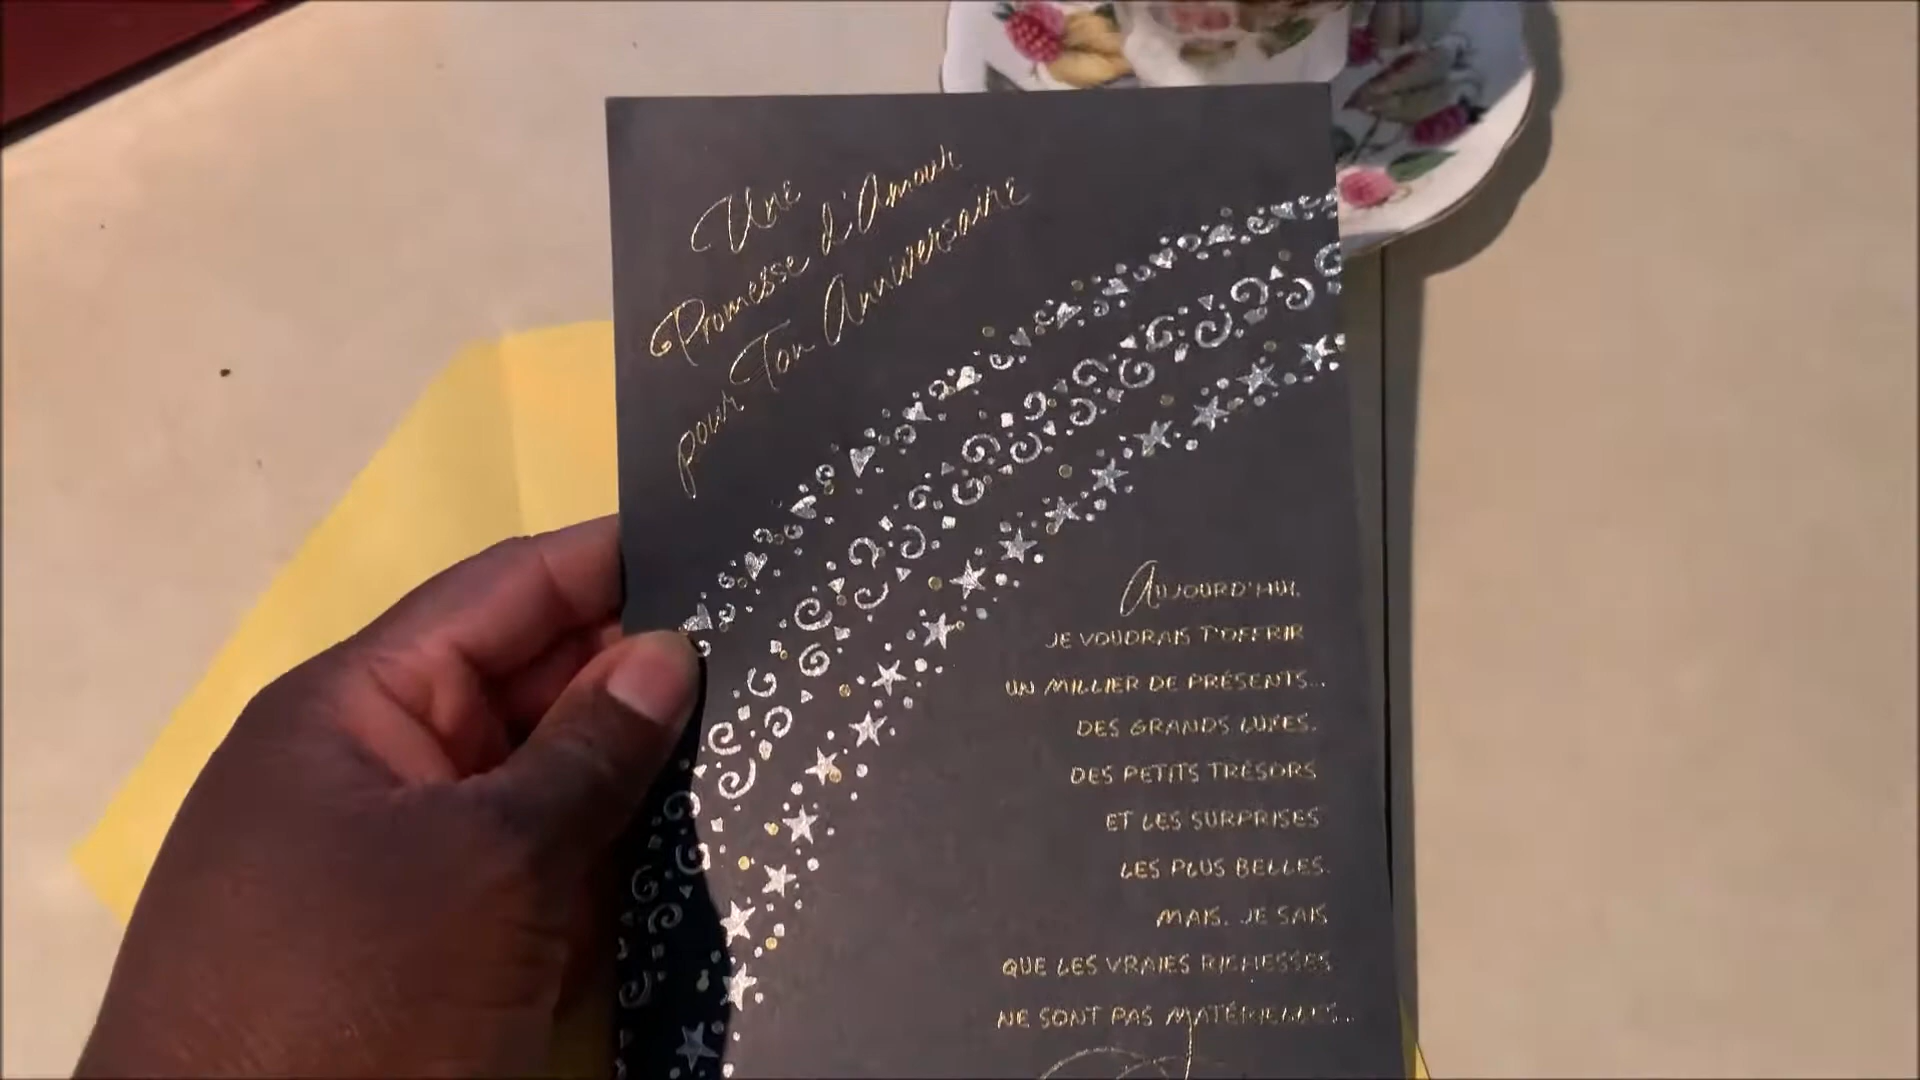 Une
Promesse d'Amour
pour Ton Anniversaire
AUJOURD'HUI,
JE VOUDRAIS T'OFFRIR
UN MILLIER DE PRÉSENTS...
DES GRANDS LUXES,
DES PETITS TRÉSORS
ET LES SURPRISES
LES PLUS BELLES.
MAIS, JE SAIS
QUE LES VRAIES RICHESSES
NE SONT PAS MATÉRIELLES...